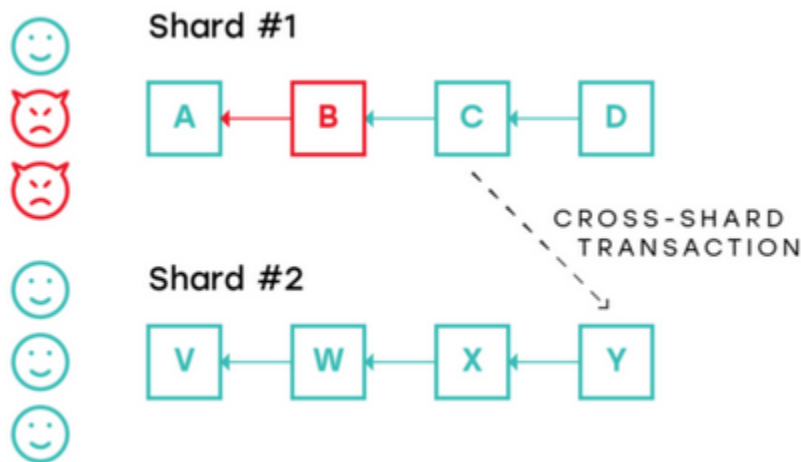 Shard #1
A B C D
CROSS-SHARD
TRANSACTION
Shard #2
V W X Y